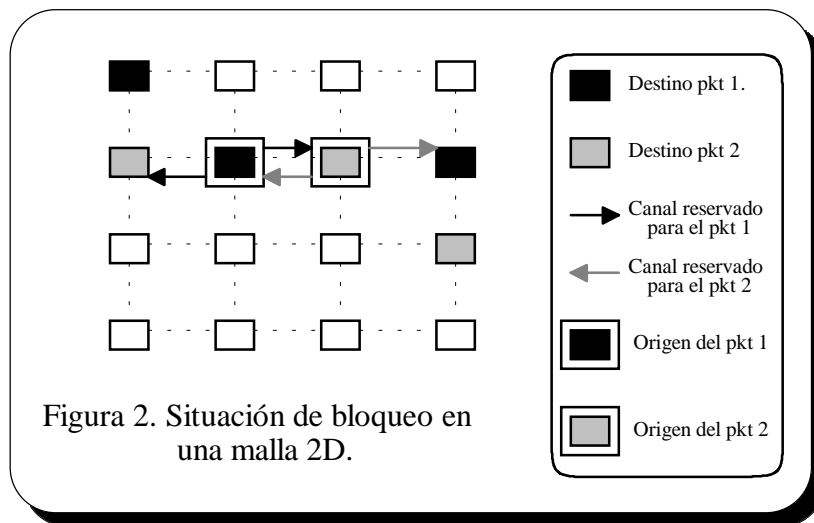 Destino pkt 1.
Destino pkt 2
Canal reservado
para el pkt 1
Canal reservado
para el pkt 2
Origen del pkt 1
Origen del pkt 2
Figura 2. Situación de bloqueo en
una malla 2D.